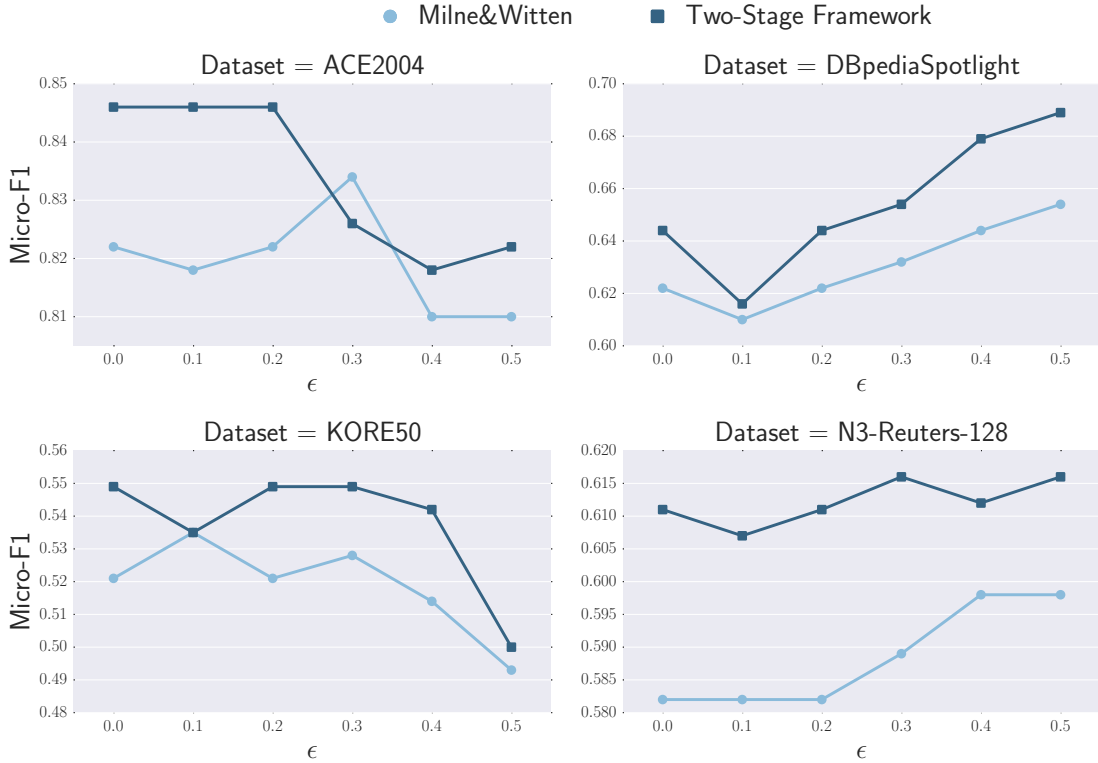 Milne&Witten Two-Stage Framework
Dataset = ACE2004
0.85
0.84
0.83
0.82
0.81
Micro-F1
0.0 0.1 0.2 0.3 0.4 0.5
ϵ
Dataset = DBpediaSpotlight
0.70
0.68
0.66
0.64
0.62
0.60
0.0 0.1 0.2 0.3 0.4 0.5
ϵ
Dataset = KORE50
0.56
0.55
0.54
0.53
0.52
0.51
0.50
0.49
0.48
Micro-F1
0.0 0.1 0.2 0.3 0.4 0.5
ϵ
Dataset = N3-Reuters-128
0.620
0.615
0.610
0.605
0.600
0.595
0.590
0.585
0.580
0.0 0.1 0.2 0.3 0.4 0.5
ϵ